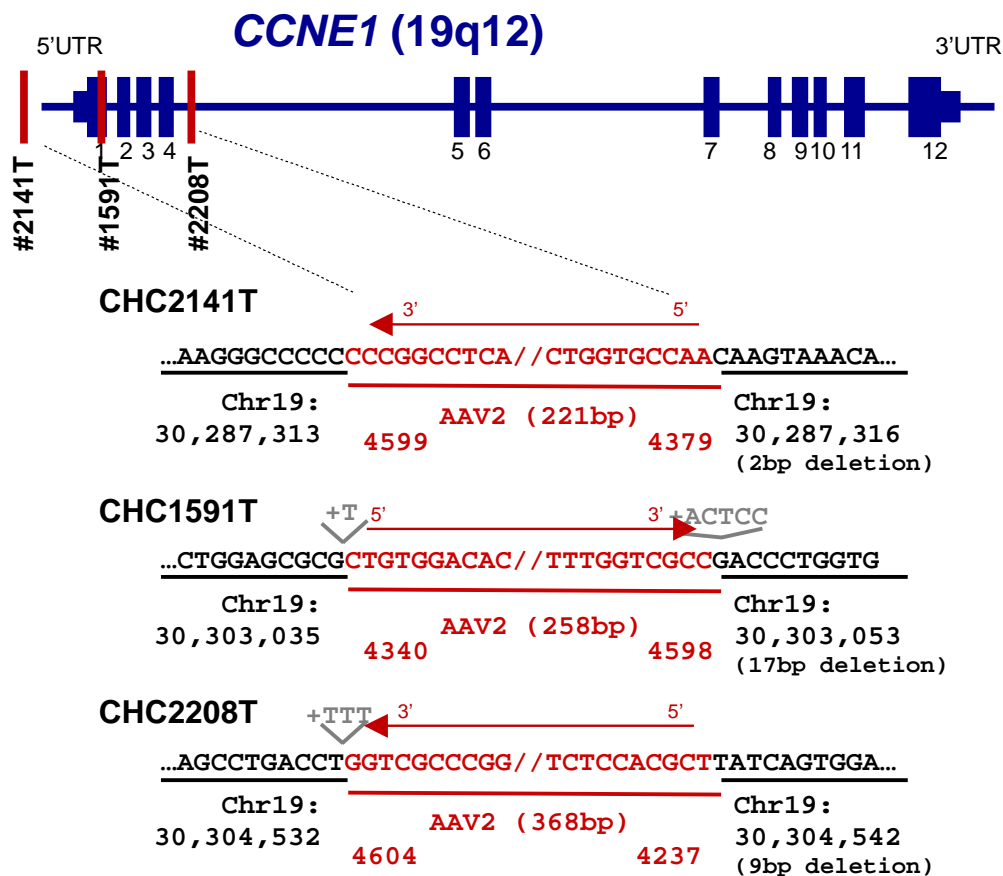 CCNE1 (19q12)
5’UTR 3’UTR
1 2 3 4 5 6 7 8 9 10 11 12
#2141T #1591T #2208T
CHC2141T
3’ 5’
...AAGGGCCCCCCCCGGCCTCA//CTGGTGCCAACAAGTAAACA...
Chr19: AAV2 (221bp) Chr19:
30,287,313 4599 4379 30,287,316
(2bp deletion)
CHC1591T
+T 5’ 3’ +ACTCC
...CTGGAGCGCGCTGTGGACAC//TTTGGTCGCCGACCCTGGTG
Chr19: AAV2 (258bp) Chr19:
30,303,035 4340 4598 30,303,053
(17bp deletion)
CHC2208T
+TTT 3’ 5’
...AGCCTGACCTGGTCGCCCGG//TCTCCACGCTTATCAGTGGA...
Chr19: AAV2 (368bp) Chr19:
30,304,532 4604 4237 30,304,542
(9bp deletion)